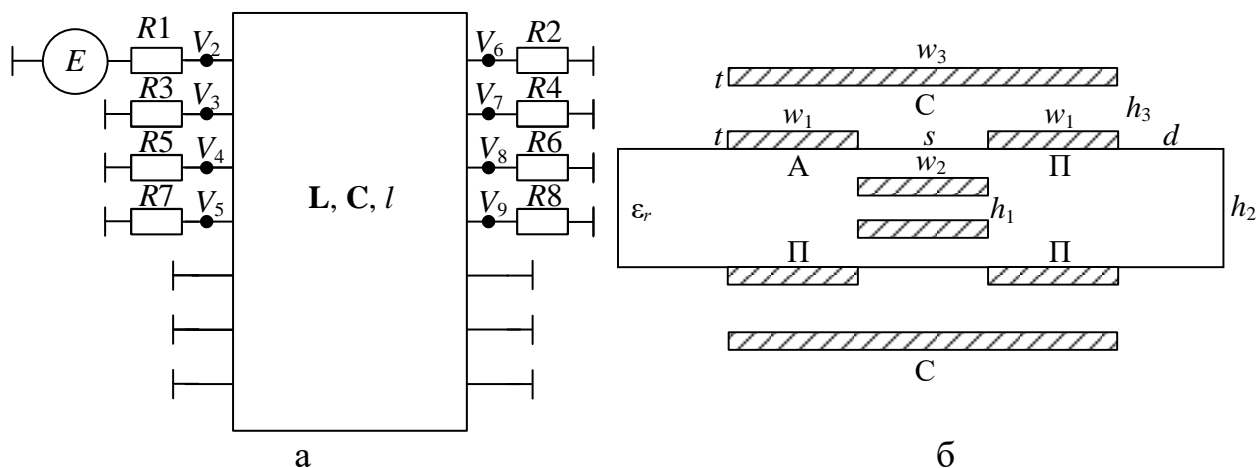 E R1 V₂ V₆ R2
R3 V₃ V₇ R4
R5 V₄ V₈ R6
R7 V₅ V₉ R8
L, C, l
а
w₃
t
С
h₃
w₁ w₁
t s d
А П
w₂
εᵣ h₁ h₂
П П
С
б